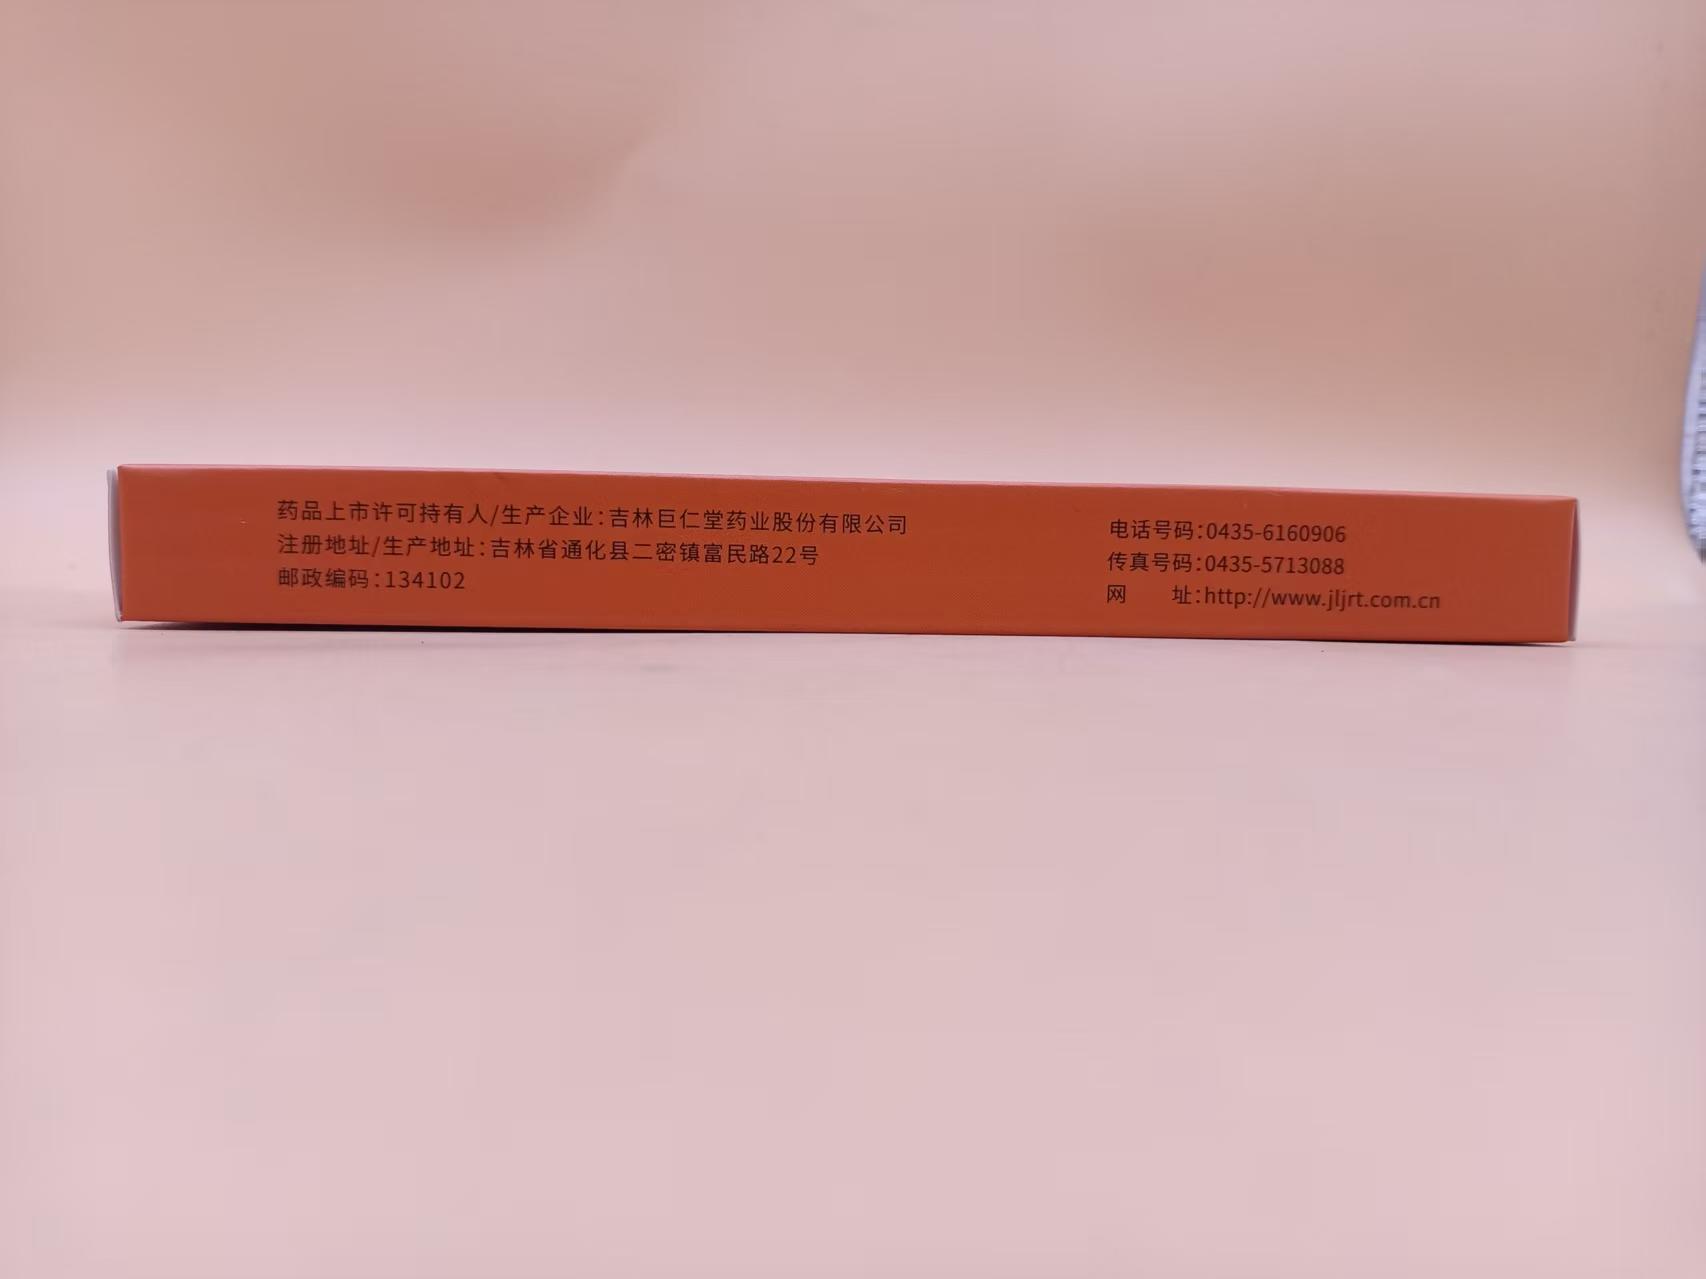 药品上市许可持有人/生产企业:吉林巨仁堂药业股份有限公司
注册地址/生产地址:吉林省通化县二密镇富民路22号
邮政编码:134102
电话号码:0435-6160906
传真号码:0435-5713088
网　　址:http://www.jljrt.com.cn